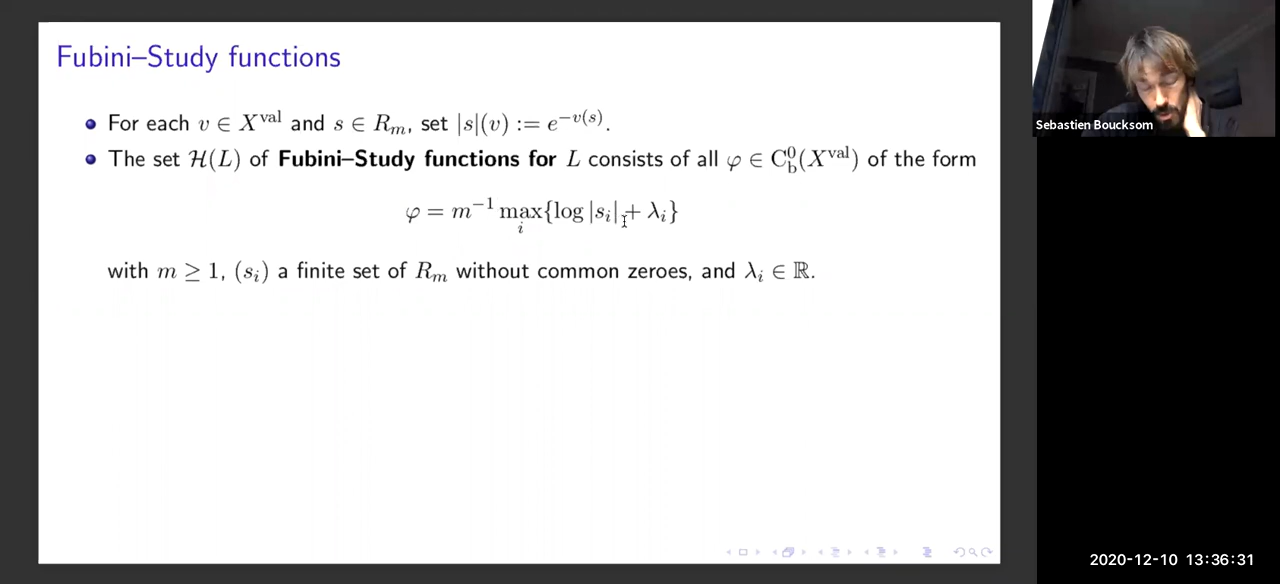 Fubini–Study functions
For each v ∈ X^val and s ∈ R_m, set |s|(v) := e^{−v(s)}.
The set H(L) of Fubini–Study functions for L consists of all φ ∈ C^0_b(X^val) of the form
φ = m^{−1} max_i{log |s_i| + λ_i}
with m ≥ 1, (s_i) a finite set of R_m without common zeroes, and λ_i ∈ ℝ.
Sebastien Boucksom
2020-12-10 13:36:31